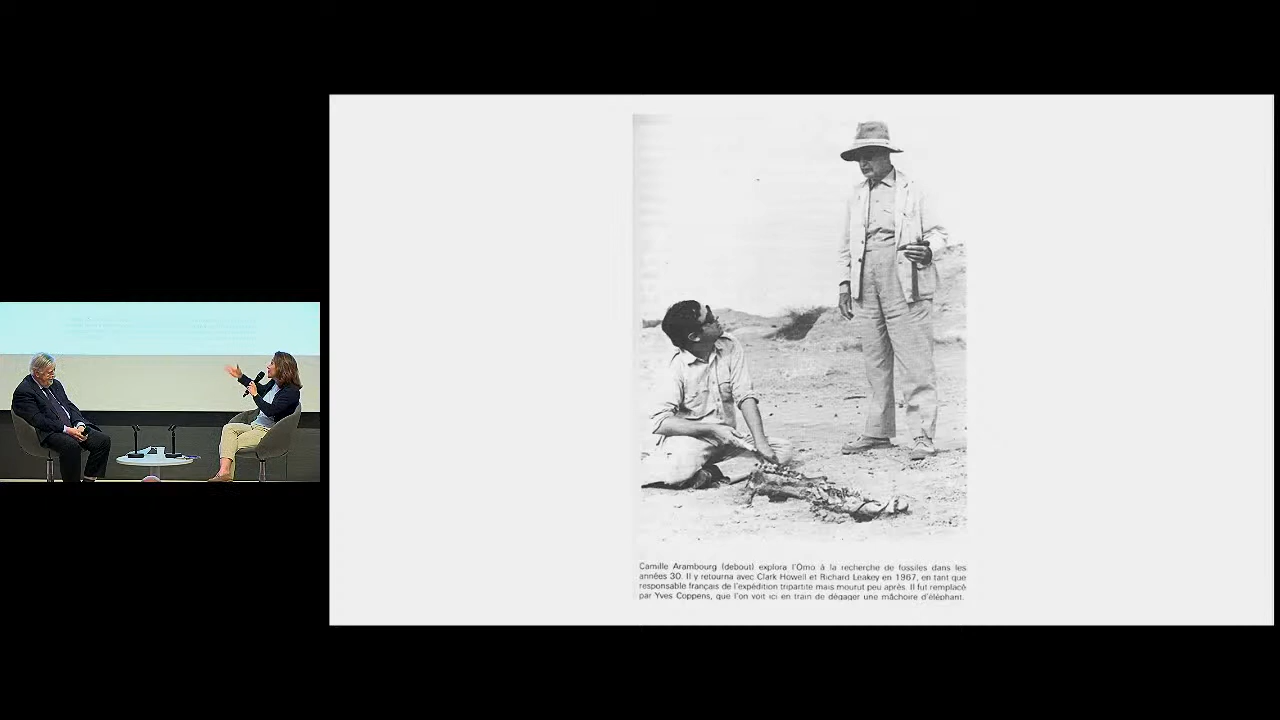 Camille Arambourg (debout) explora l'Omo à la recherche de fossiles dans les
années 30. Il y retourna avec Clark Howell et Richard Leakey en 1967, en tant que
responsable français de l'expédition tripartite mais mourut peu après. Il fut remplacé
par Yves Coppens, que l'on voit ici en train de dégager une mâchoire d'éléphant.